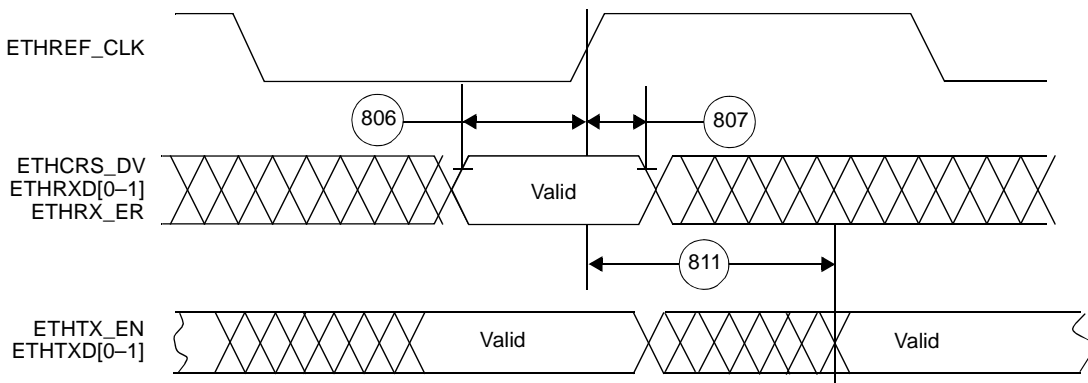 ETHREF_CLK
806
807
ETHCRS_DV
ETHRXD[0–1]
ETHRX_ER
Valid
811
ETHTX_EN
ETHTXD[0–1]
Valid
Valid